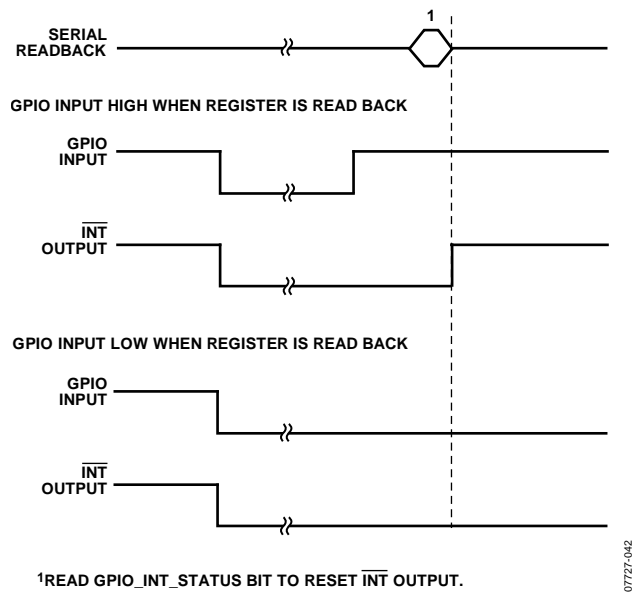 1
SERIAL
READBACK
GPIO INPUT HIGH WHEN REGISTER IS READ BACK
GPIO
INPUT
INT
OUTPUT
GPIO INPUT LOW WHEN REGISTER IS READ BACK
GPIO
INPUT
INT
OUTPUT
1READ GPIO_INT_STATUS BIT TO RESET INT OUTPUT.
07727-042